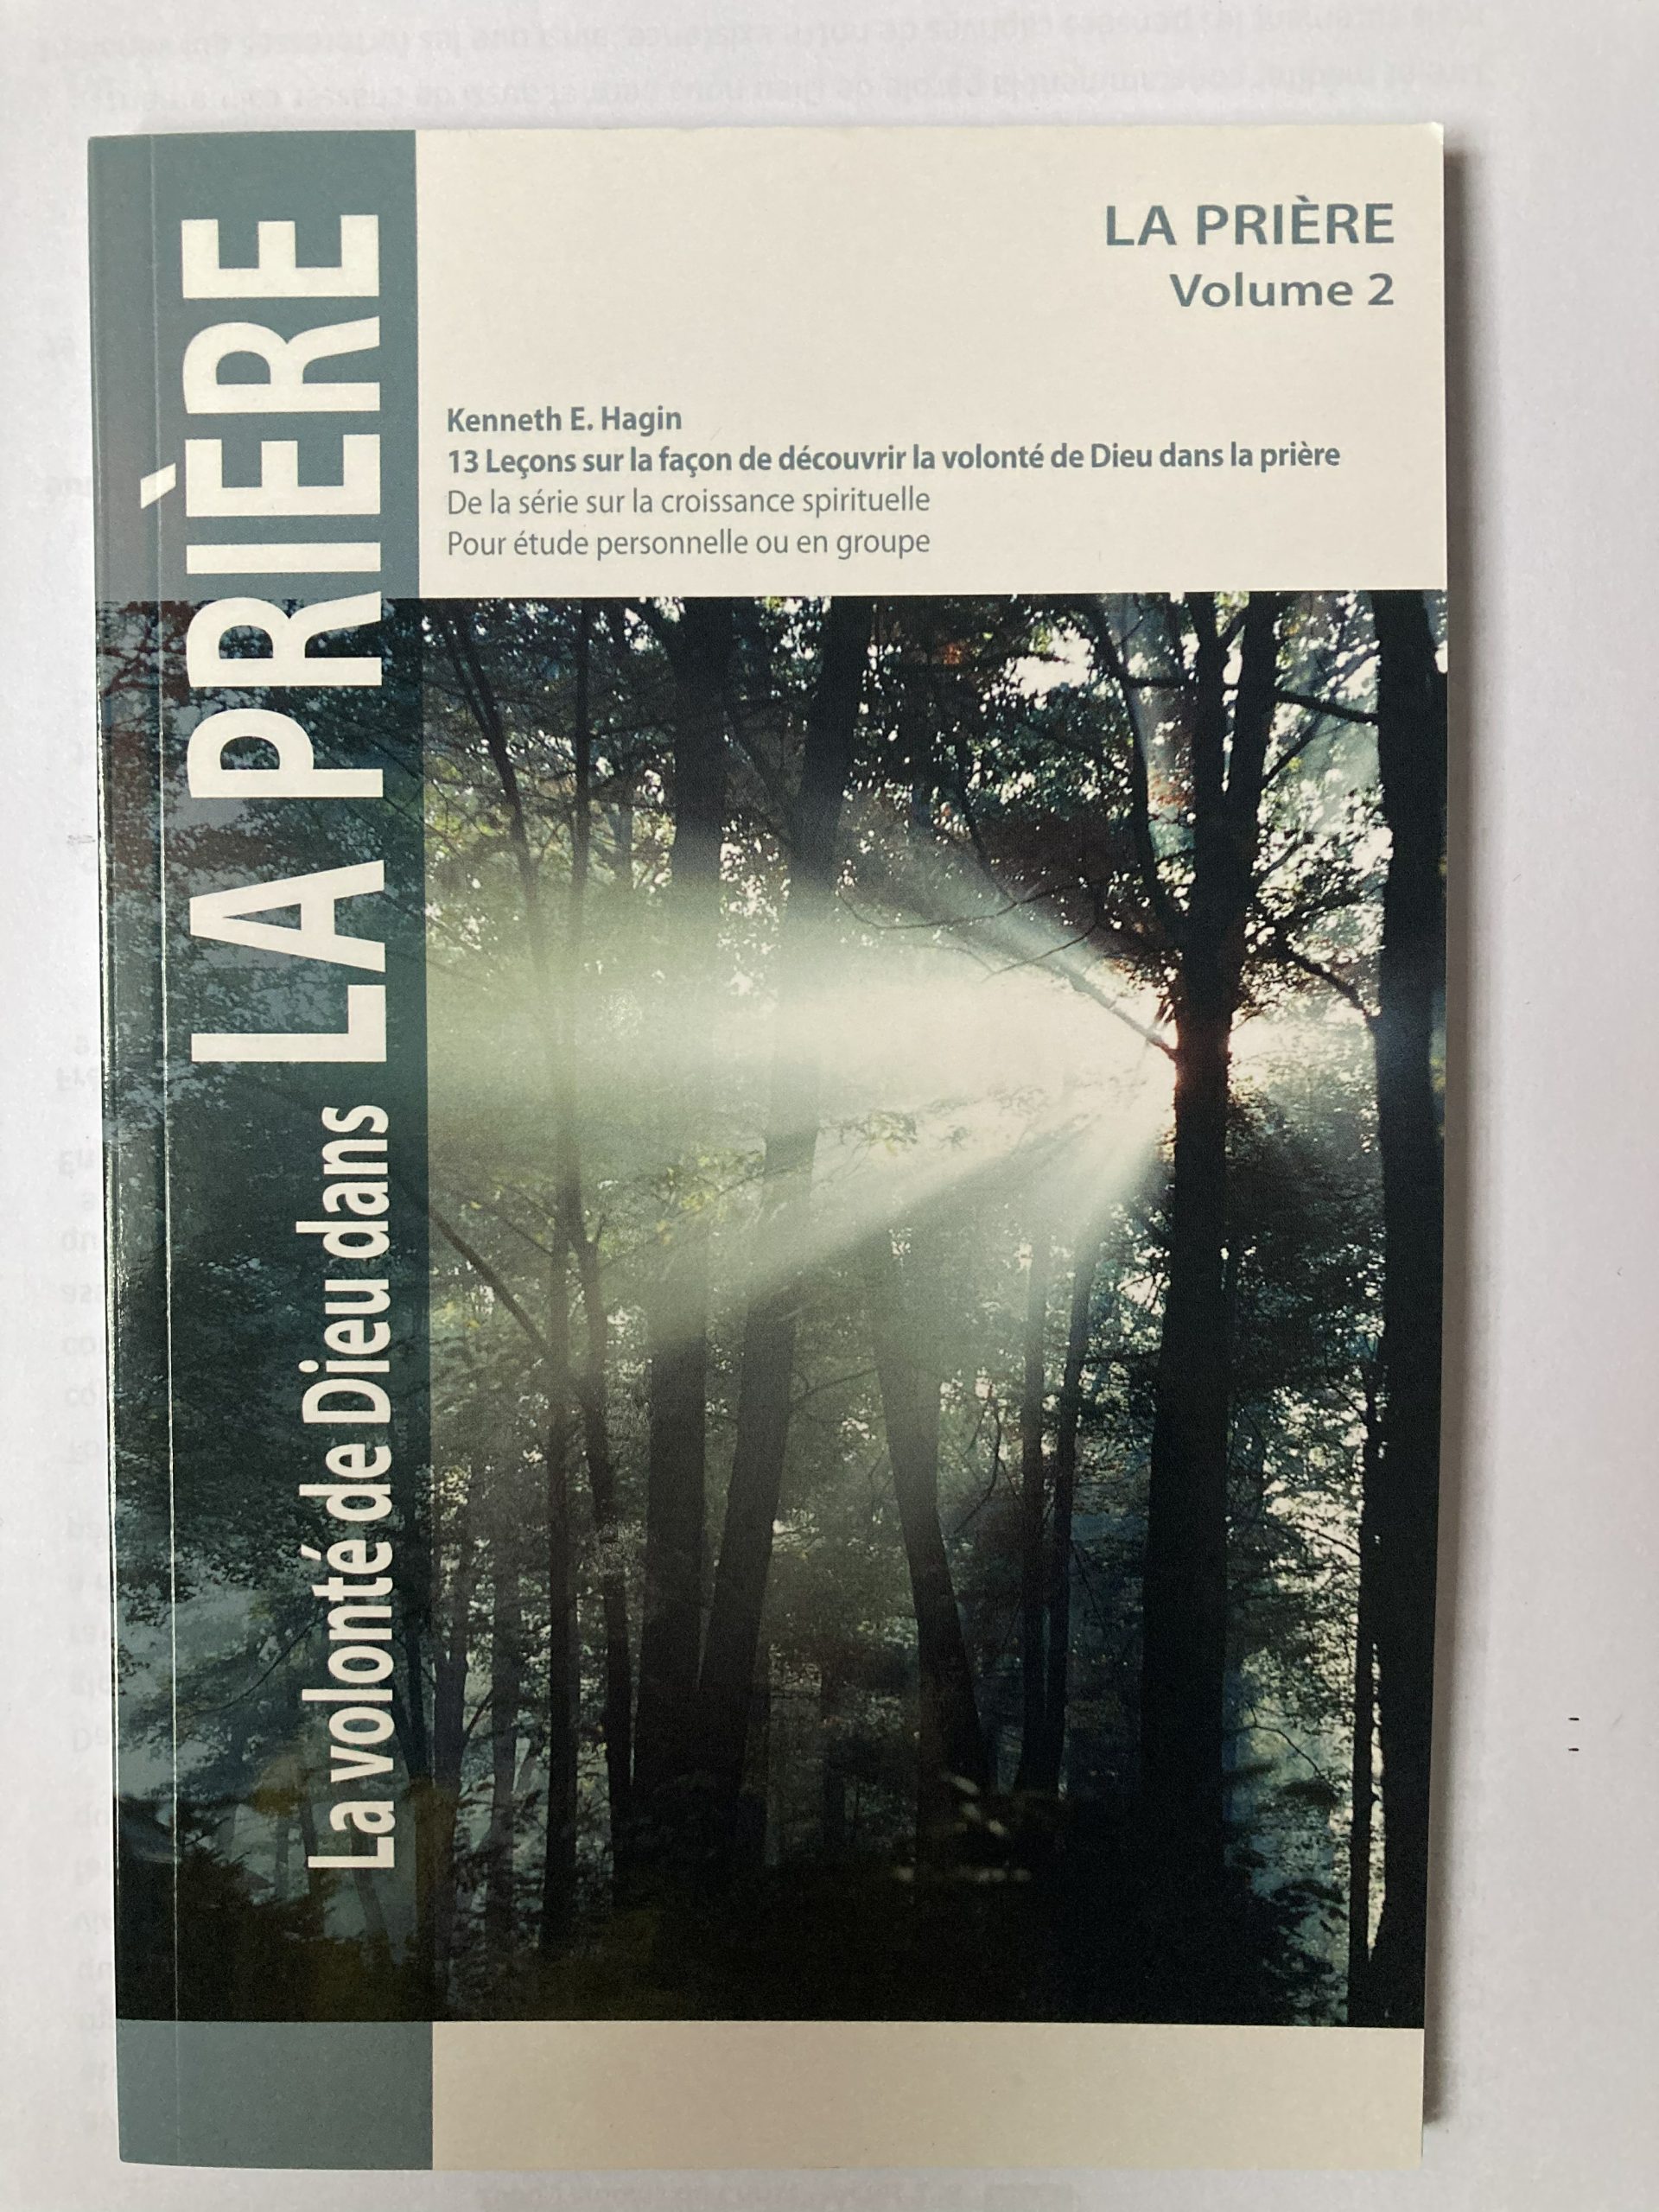 LA PRIÈRE
Volume 2
Kenneth E. Hagin
13 Leçons sur la façon de découvrir la volonté de Dieu dans la prière
De la série sur la croissance spirituelle
Pour étude personnelle ou en groupe
La volonté de Dieu dans LA PRIÈRE